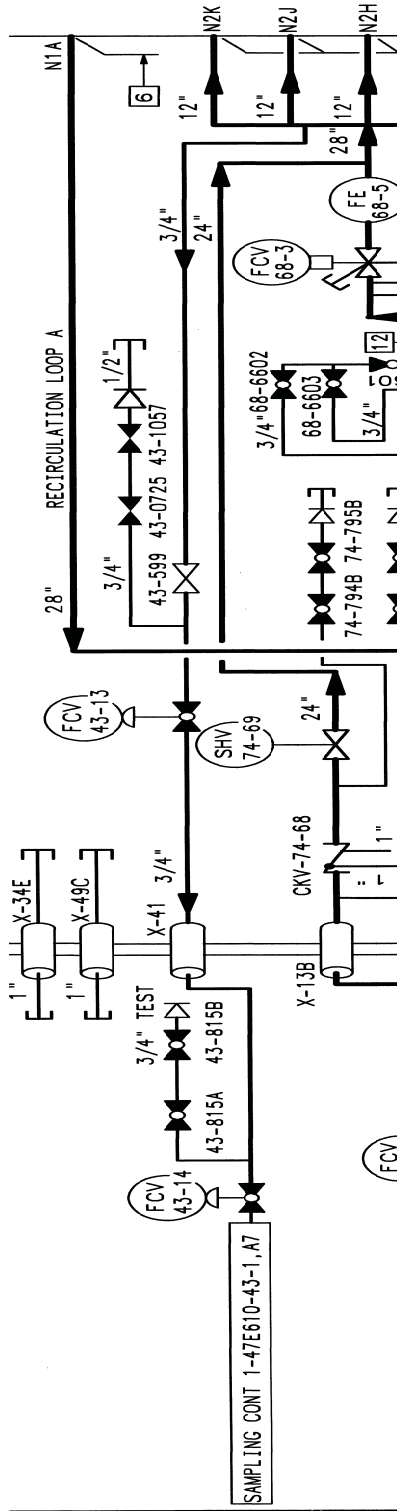 X-34E
1"
N1A
28"
RECIRCULATION LOOP A
X-49C
1"
6
FCV
43-13
3/4"
43-0725
43-1057
1/2"
FCV
43-14
3/4" TEST
X-41
3/4"
43-599
3/4"
24"
12"
N2K
43-815A
43-815B
SHV
74-69
SAMPLING CONT 1-47E610-43-1,A7
FCV
68-3
12"
N2J
X-13B
CKV-74-68
24"
3/4"
68-6602
68-6603
3/4"
12
28"
12"
N2H
FE
68-5
74-794B
74-795B
1"
1"
FCV